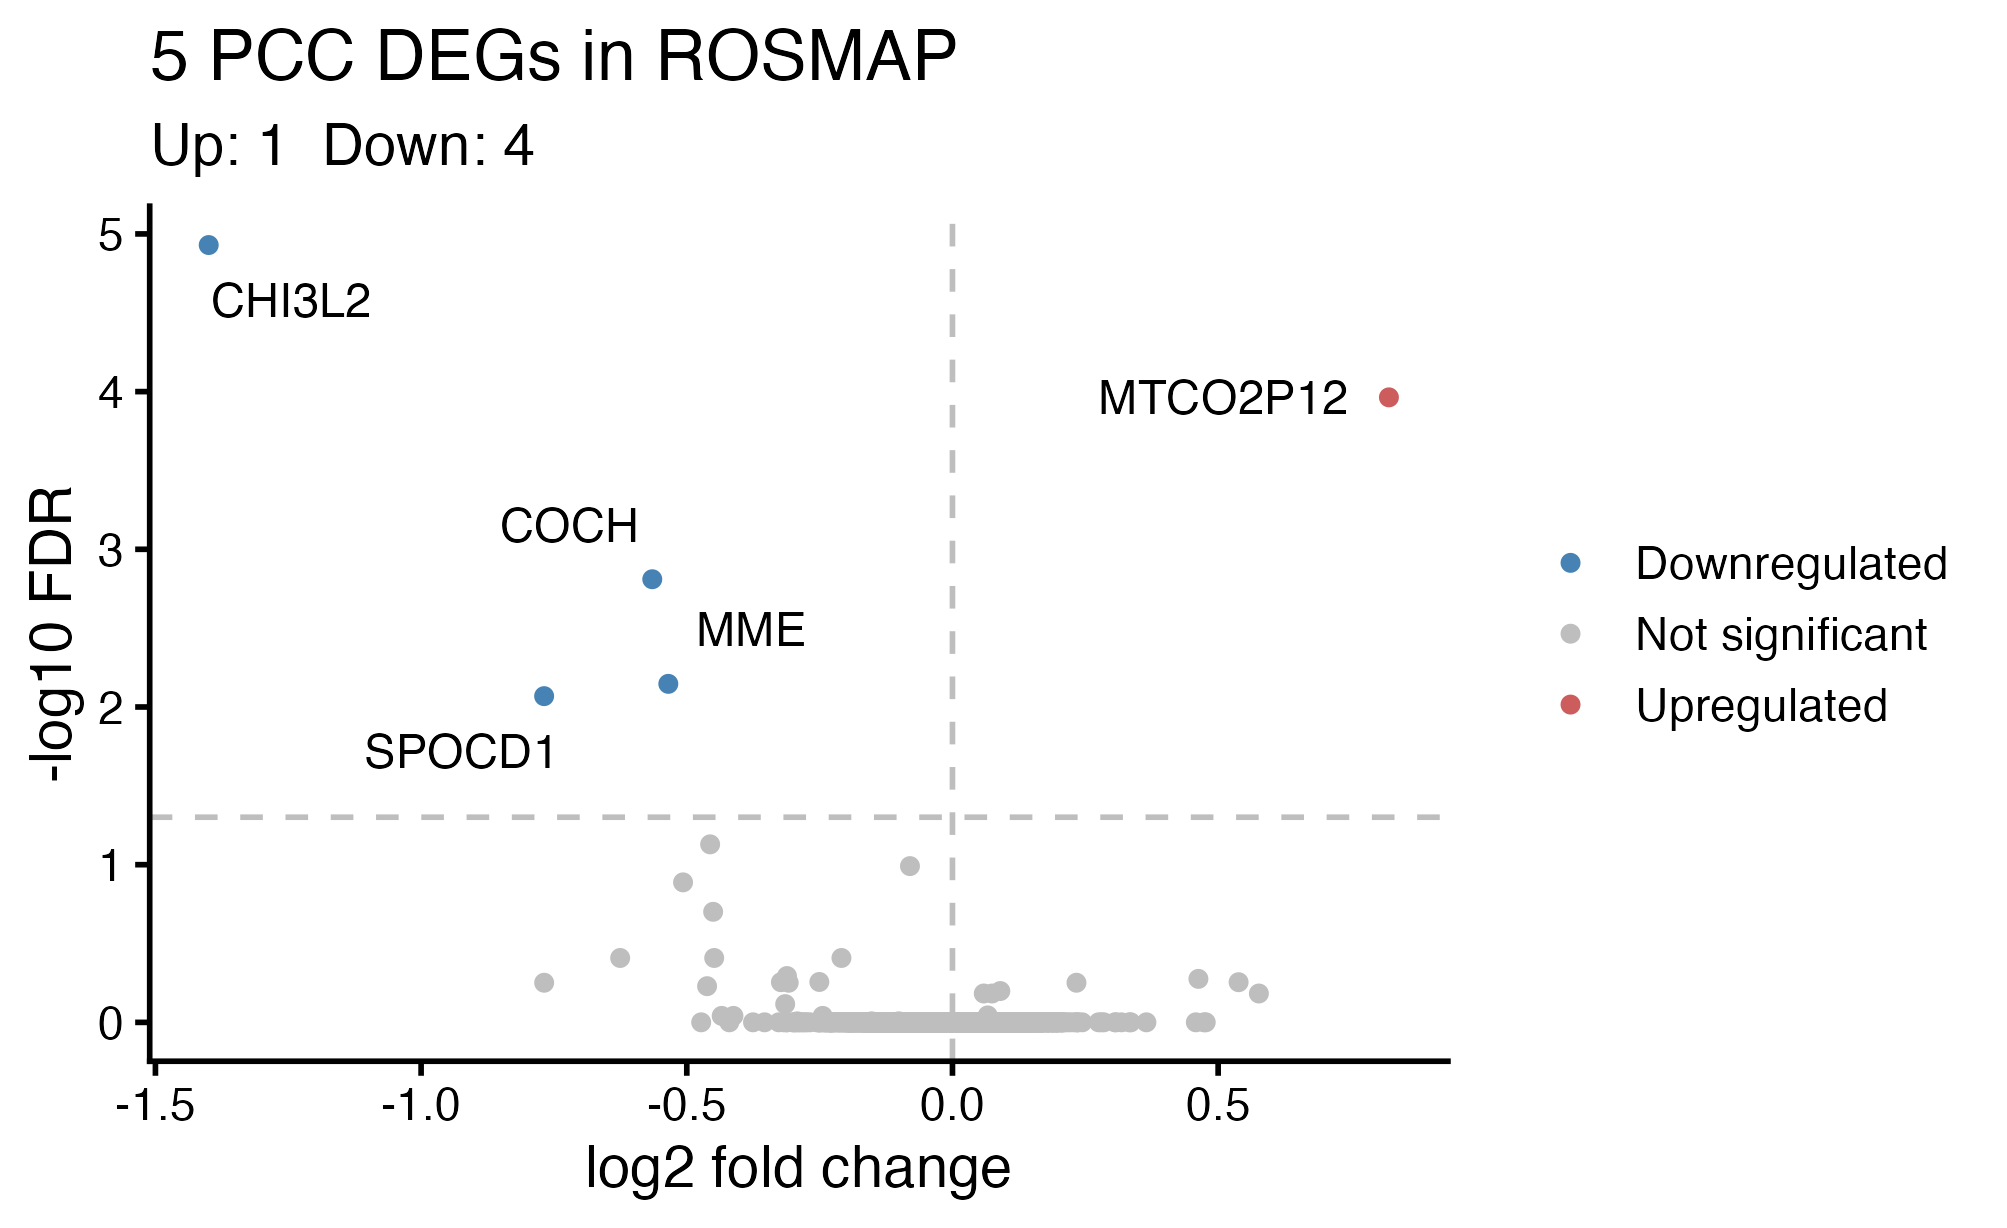 5 PCC DEGs in ROSMAP
Up: 1  Down: 4
5
4
3
2
1
0
-log10 FDR
CHI3L2
MTCO2P12
COCH
MME
SPOCD1
Downregulated
Not significant
Upregulated
-1.5
-1.0
-0.5
0.0
0.5
log2 fold change